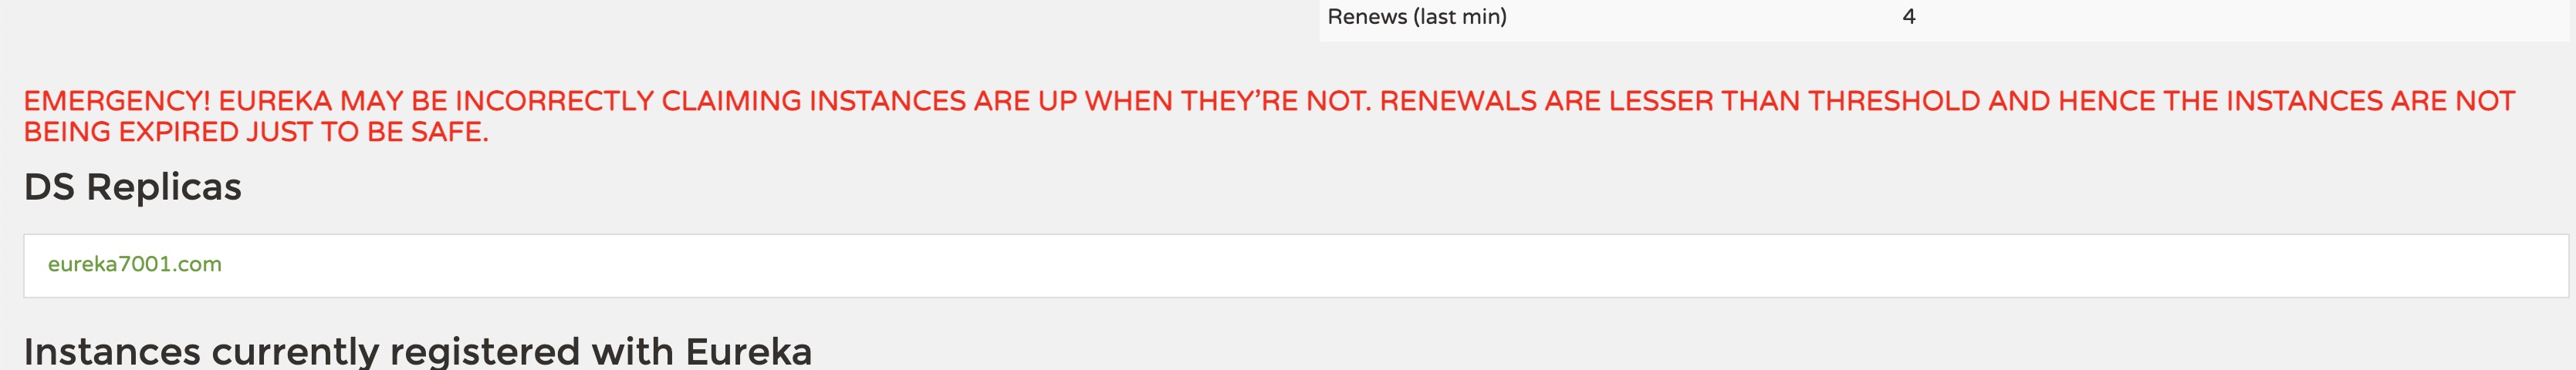 Renews (last min) 4
EMERGENCY! EUREKA MAY BE INCORRECTLY CLAIMING INSTANCES ARE UP WHEN THEY’RE NOT. RENEWALS ARE LESSER THAN THRESHOLD AND HENCE THE INSTANCES ARE NOT
BEING EXPIRED JUST TO BE SAFE.
DS Replicas
eureka7001.com
Instances currently registered with Eureka